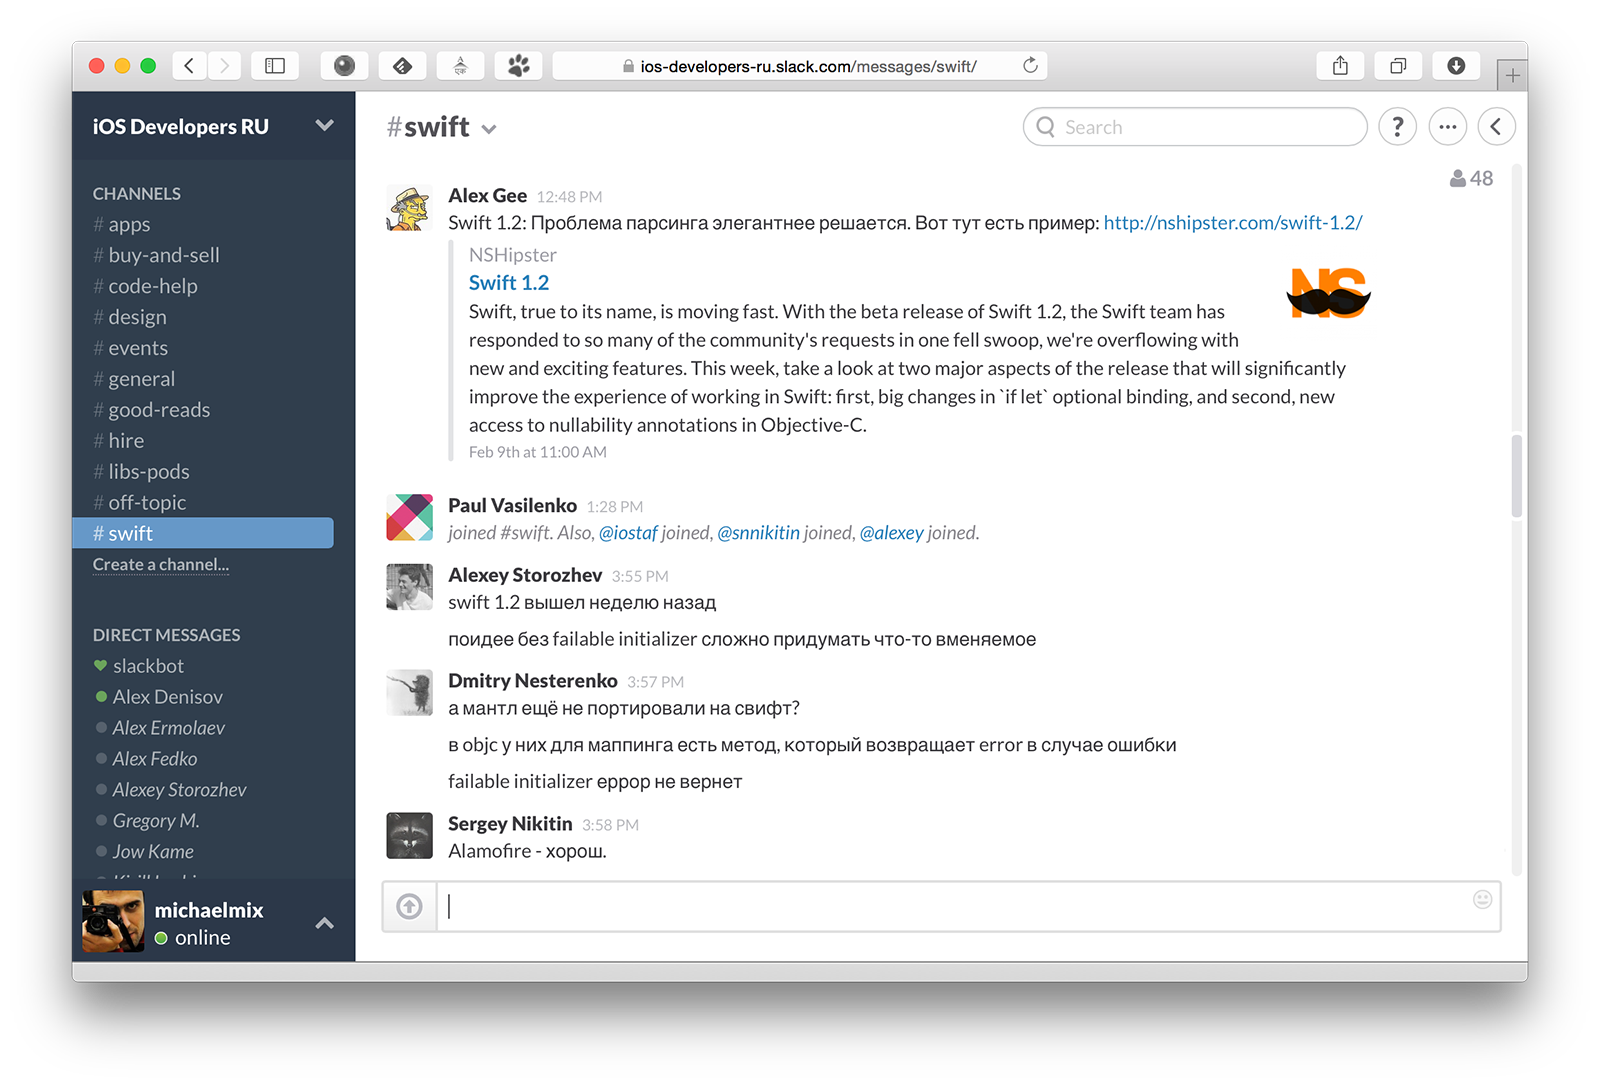 ios-developers-ru.slack.com/messages/swift/
iOS Developers RU
CHANNELS
# apps
# buy-and-sell
# code-help
# design
# events
# general
# good-reads
# hire
# libs-pods
# off-topic
# swift
Create a channel...
DIRECT MESSAGES
slackbot
Alex Denisov
Alex Ermolaev
Alex Fedko
Alexey Storozhev
Gregory M.
Jow Kame
michaelmix
online
#swift
Search
?
48
Alex Gee 12:48 PM
Swift 1.2: Проблема парсинга элегантнее решается. Вот тут есть пример: http://nshipster.com/swift-1.2/
NSHipster
Swift 1.2
NS
Swift, true to its name, is moving fast. With the beta release of Swift 1.2, the Swift team has
responded to so many of the community's requests in one fell swoop, we're overflowing with
new and exciting features. This week, take a look at two major aspects of the release that will significantly
improve the experience of working in Swift: first, big changes in `if let` optional binding, and second, new
access to nullability annotations in Objective-C.
Feb 9th at 11:00 AM
Paul Vasilenko 1:28 PM
joined #swift. Also, @iostaf joined, @snnikitin joined, @alexey joined.
Alexey Storozhev 3:55 PM
swift 1.2 вышел неделю назад
поидее без failable initializer сложно придумать что-то вменяемое
Dmitry Nesterenko 3:57 PM
а мантл ещё не портировали на свифт?
в objc у них для маппинга есть метод, который возвращает error в случае ошибки
failable initializer еррор не вернет
Sergey Nikitin 3:58 PM
Alamofire - хорош.